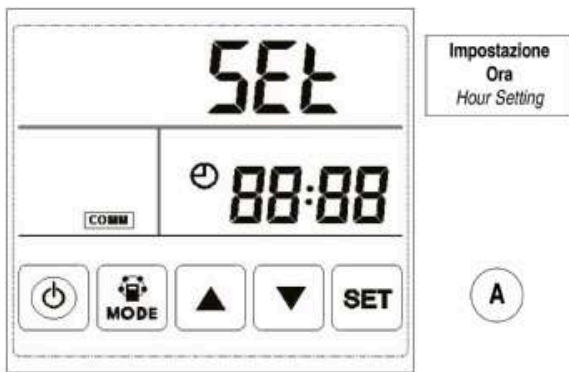 SEt
Impostazione
Ora
Hour Setting
88:88
COMM
MODE
SET
A